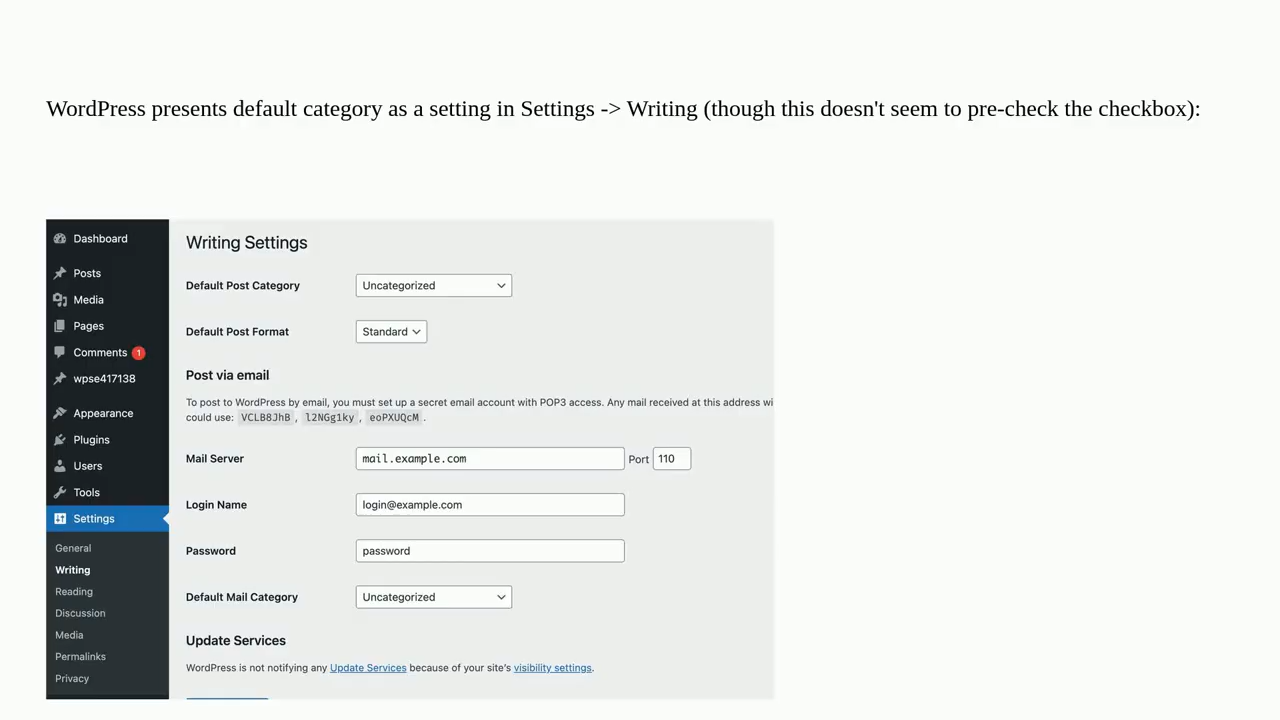 WordPress presents default category as a setting in Settings -> Writing (though this doesn't seem to pre-check the checkbox):
Dashboard
Posts
Media
Pages
Comments 1
wpse417138
Appearance
Plugins
Users
Tools
Settings
General
Writing
Reading
Discussion
Media
Permalinks
Privacy
Writing Settings
Default Post Category Uncategorized
Default Post Format Standard
Post via email
To post to WordPress by email, you must set up a secret email account with POP3 access. Any mail received at this address wi
could use: VCLB8JhB , l2NGg1ky , eoPXUQcM .
Mail Server mail.example.com Port 110
Login Name login@example.com
Password password
Default Mail Category Uncategorized
Update Services
WordPress is not notifying any Update Services because of your site's visibility settings.